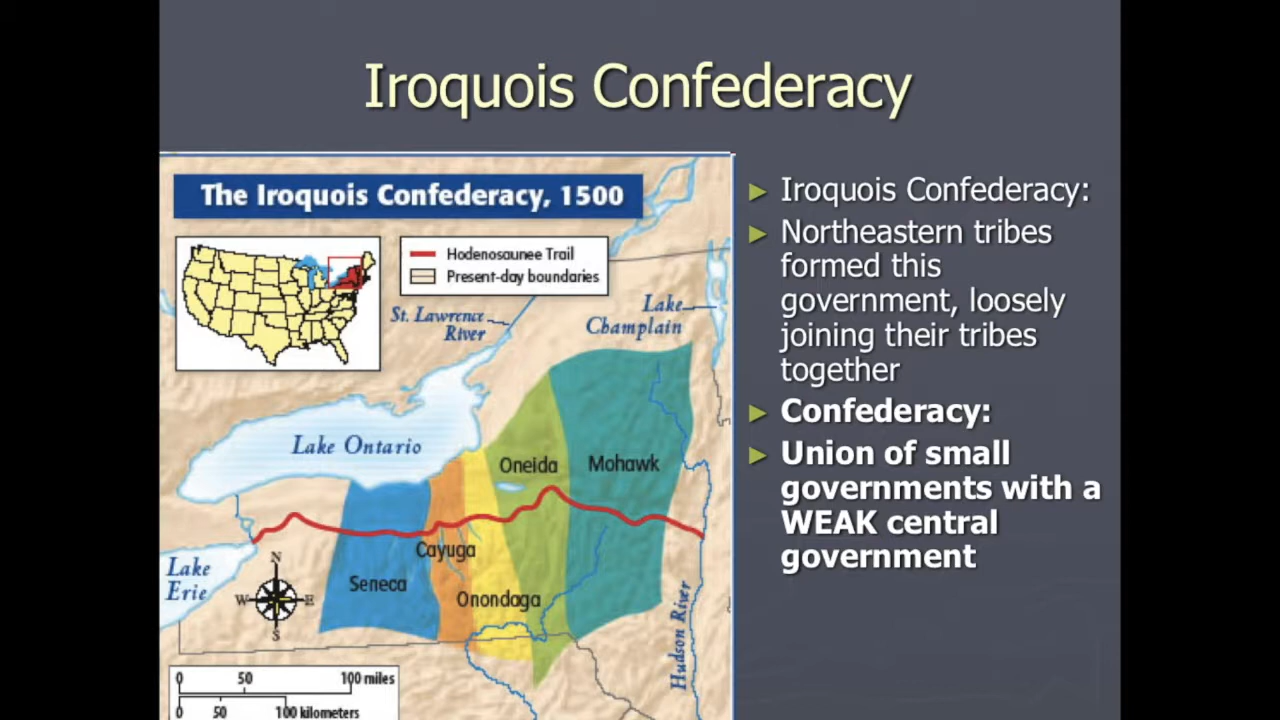 Iroquois Confederacy
The Iroquois Confederacy, 1500
Hodenosaunee Trail
Present-day boundaries
St. Lawrence
River
Lake
Champlain
Lake Ontario
Oneida
Mohawk
Cayuga
Seneca
Onondaga
Lake
Erie
N
W E
S
Hudson River
0 50 100 miles
0 50 100 kilometers
► Iroquois Confederacy:
► Northeastern tribes
formed this
government, loosely
joining their tribes
together
► Confederacy:
► Union of small
governments with a
WEAK central
government